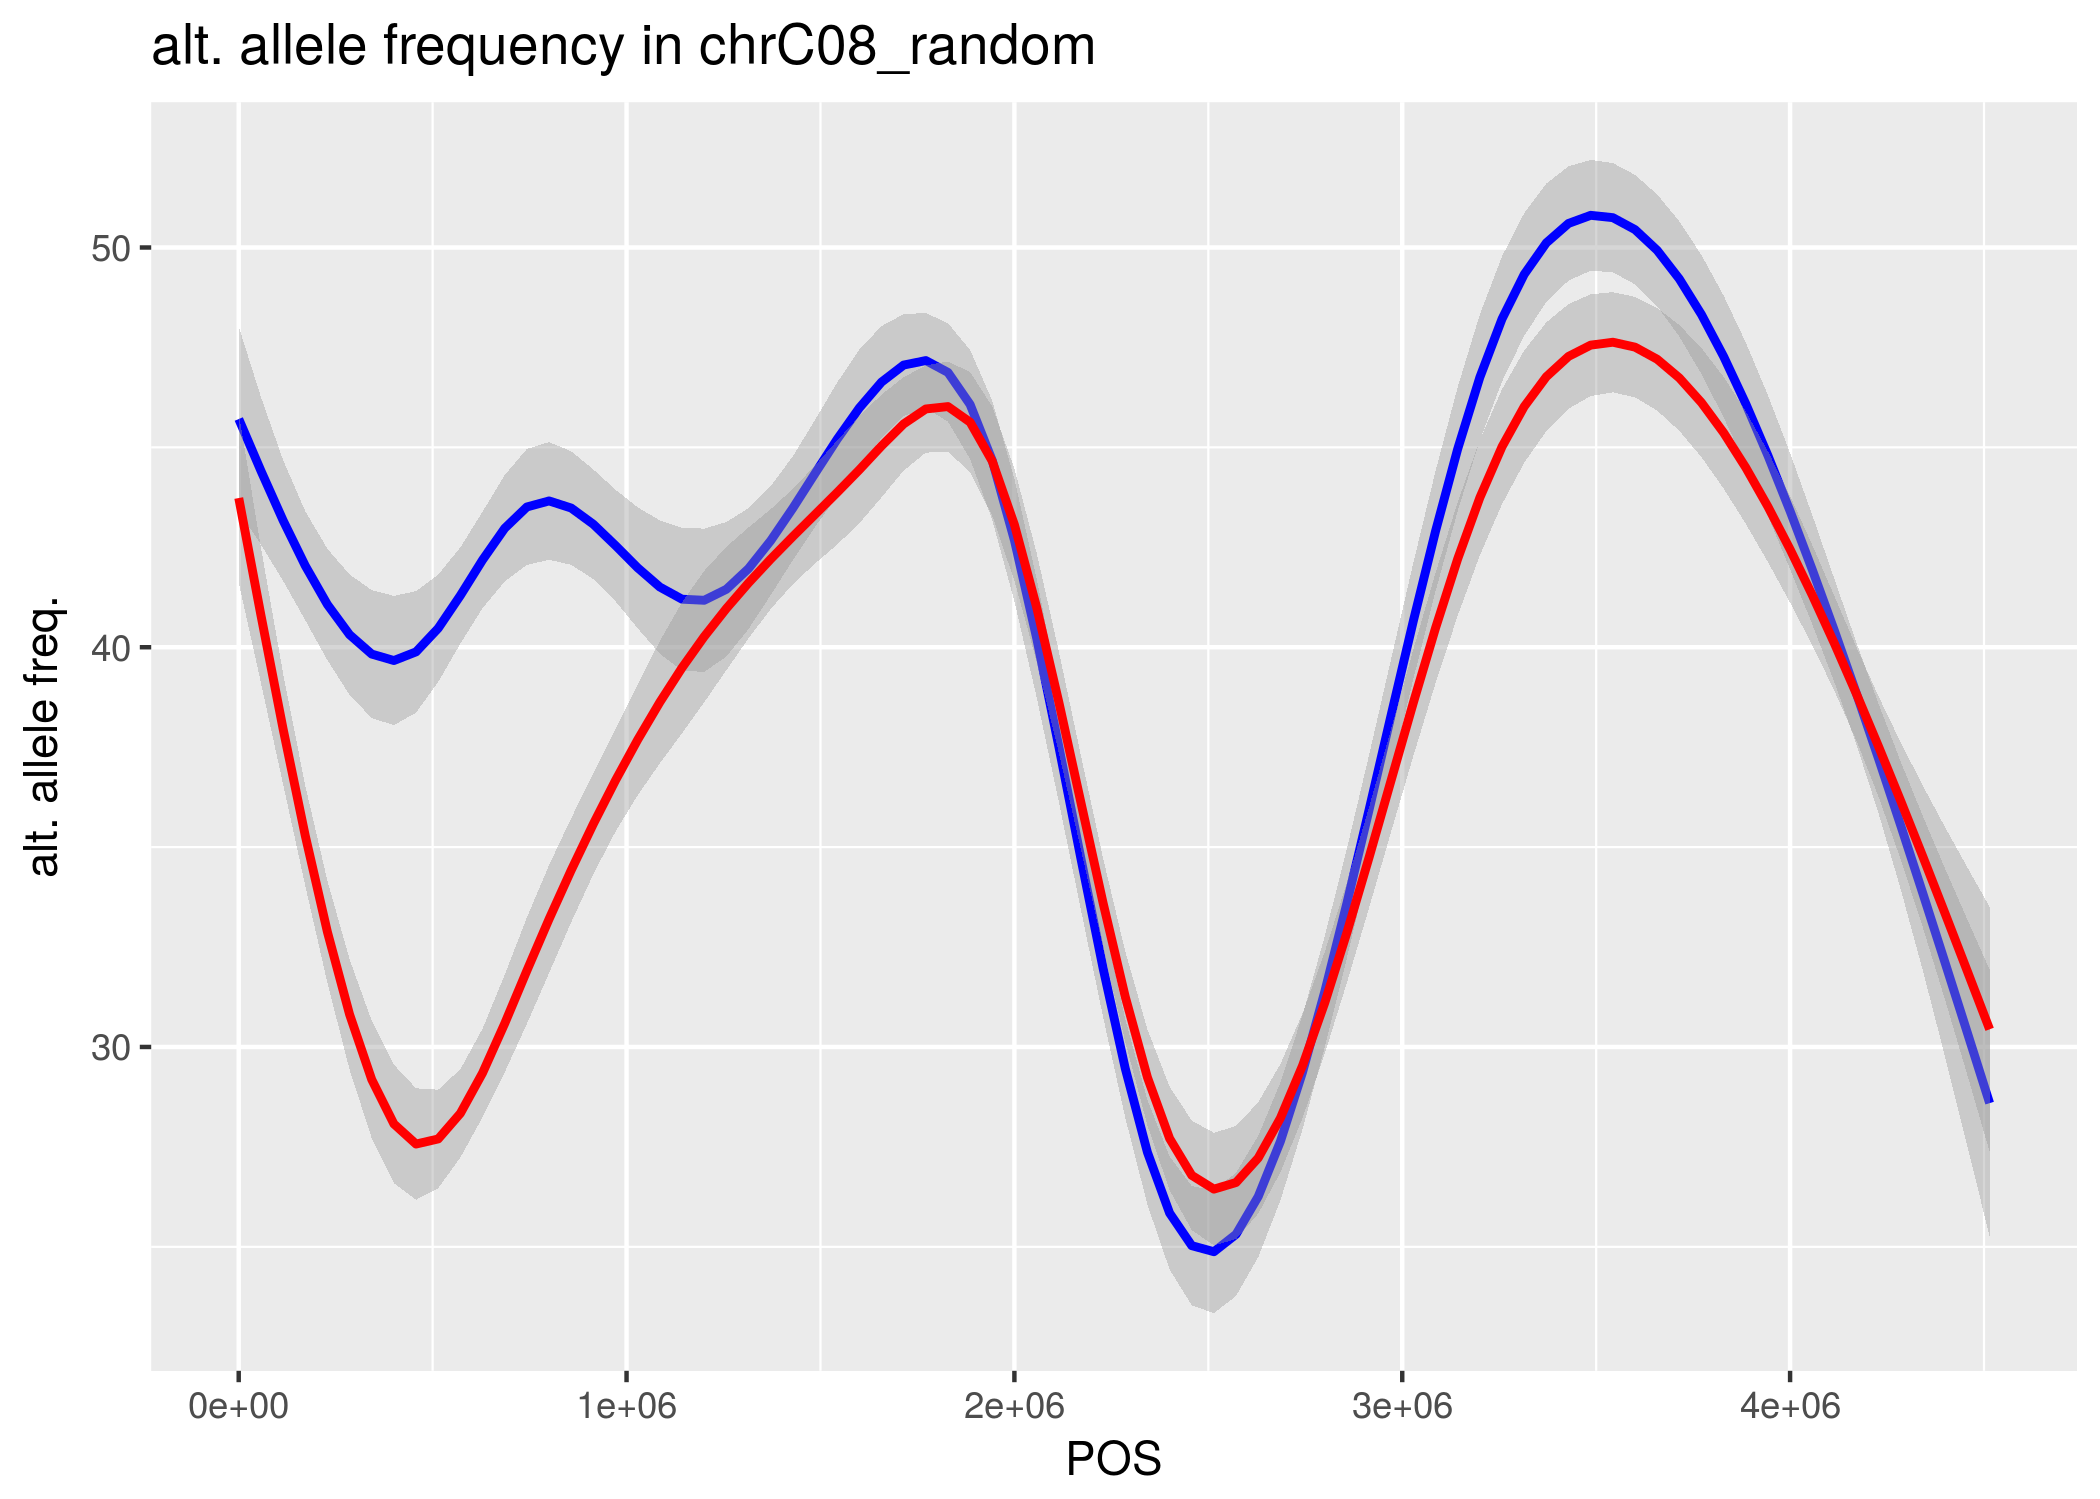 alt. allele frequency in chrC08_random
alt. allele freq.
50
40
30
0e+00 1e+06 2e+06 3e+06 4e+06
POS